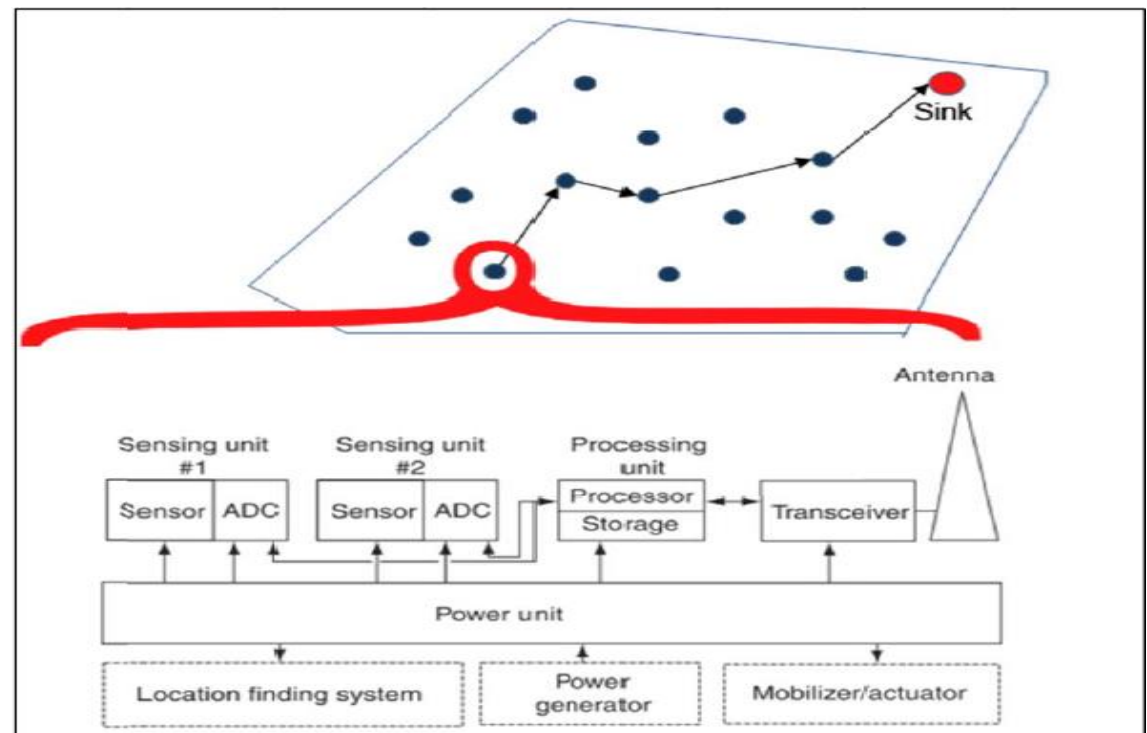 Sink
Antenna
Sensing unit
#1
Sensing unit
#2
Processing
unit
Sensor
ADC
Sensor
ADC
Processor
Storage
Transceiver
Power unit
Location finding system
Power
generator
Mobilizer/actuator